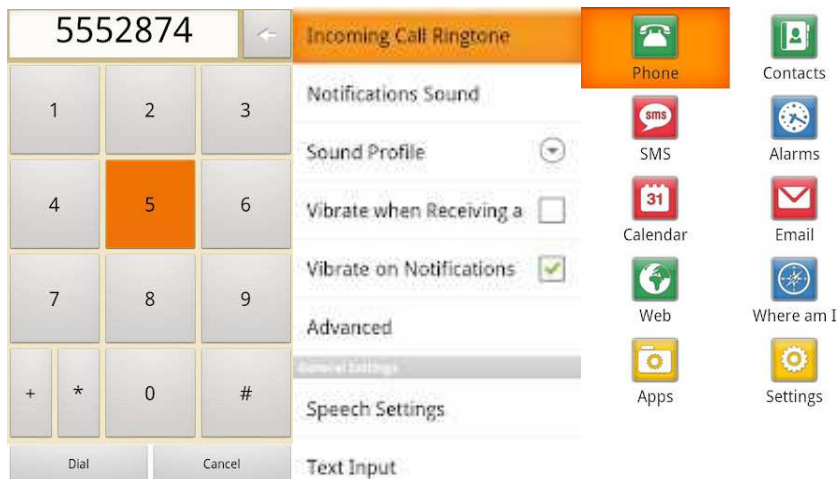 5552874
1 2 3
4 5 6
7 8 9
+ * 0 #
Dial Cancel
Incoming Call Ringtone
Notifications Sound
Sound Profile
Vibrate when Receiving a
Vibrate on Notifications
Advanced
General Settings
Speech Settings
Text Input
Phone Contacts
sms
SMS Alarms
31
Calendar Email
Web Where am I
Apps Settings